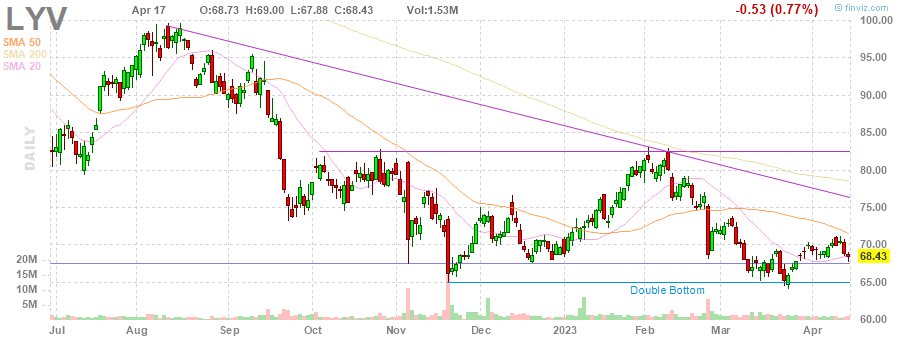 LYV
Apr 17 O:68.73 H:69.00 L:67.88 C:68.43 Vol:1.53M
-0.53 (0.77%)
© finviz.com
SMA 50
SMA 200
SMA 20
DAILY
100.00
95.00
90.00
85.00
80.00
75.00
70.00
68.43
65.00
60.00
20M
15M
10M
5M
Double Bottom
Jul Aug Sep Oct Nov Dec 2023 Feb Mar Apr